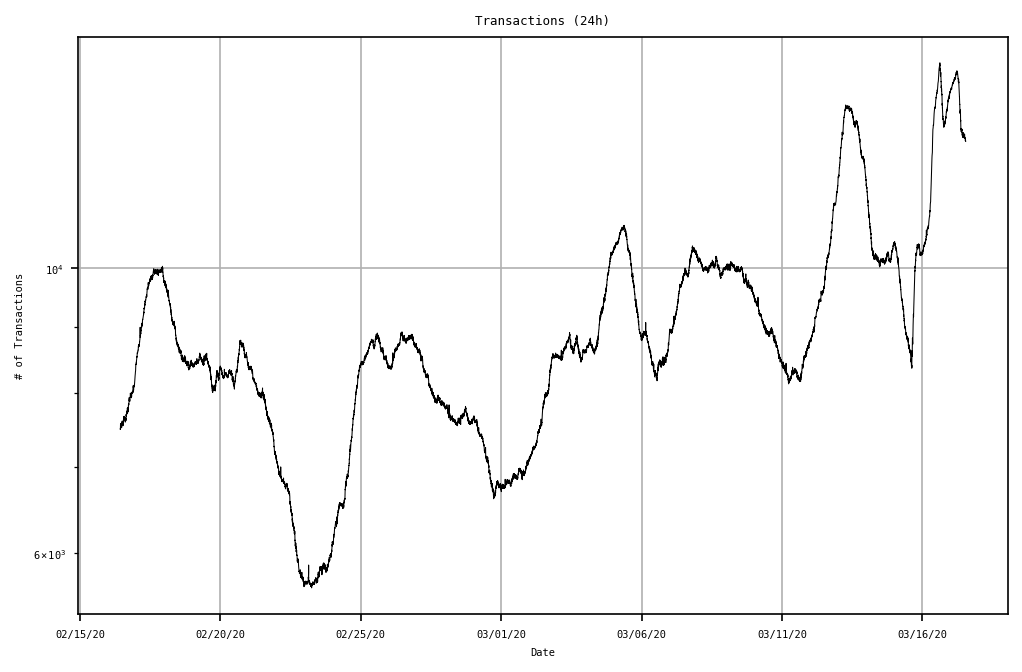 Transactions (24h)
# of Transactions
10⁴
6×10³
02/15/20 02/20/20 02/25/20 03/01/20 03/06/20 03/11/20 03/16/20
Date